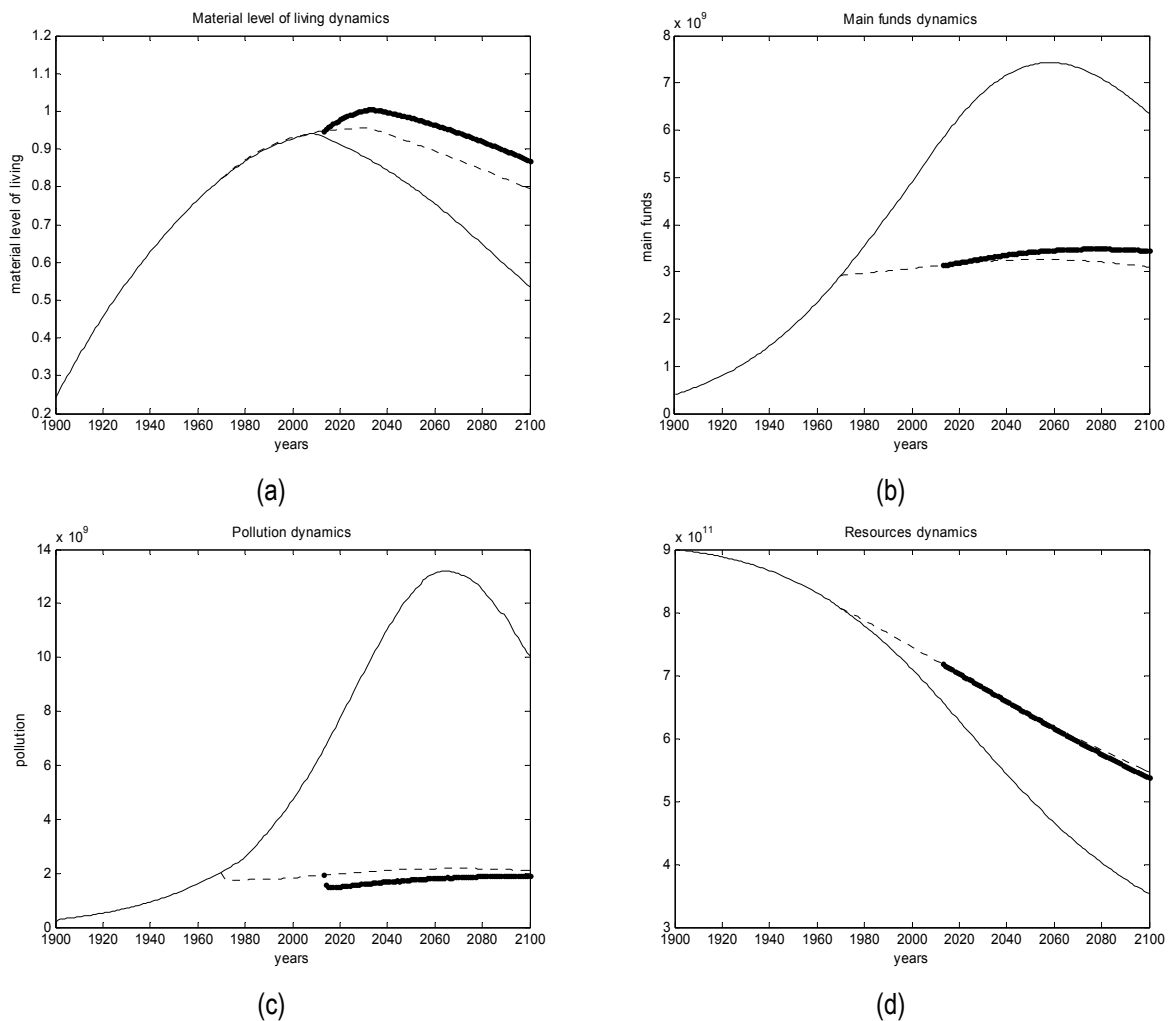 Material level of living dynamics
1.2
1.1
1
0.9
0.8
0.7
0.6
0.5
0.4
0.3
0.2
material level of living
1900 1920 1940 1960 1980 2000 2020 2040 2060 2080 2100
years
(a)
Main funds dynamics
x 10^9
8
7
6
5
4
3
2
1
0
main funds
1900 1920 1940 1960 1980 2000 2020 2040 2060 2080 2100
years
(b)
Pollution dynamics
x 10^9
14
12
10
8
6
4
2
0
pollution
1900 1920 1940 1960 1980 2000 2020 2040 2060 2080 2100
years
(c)
Resources dynamics
x 10^11
9
8
7
6
5
4
3
1900 1920 1940 1960 1980 2000 2020 2040 2060 2080 2100
years
(d)